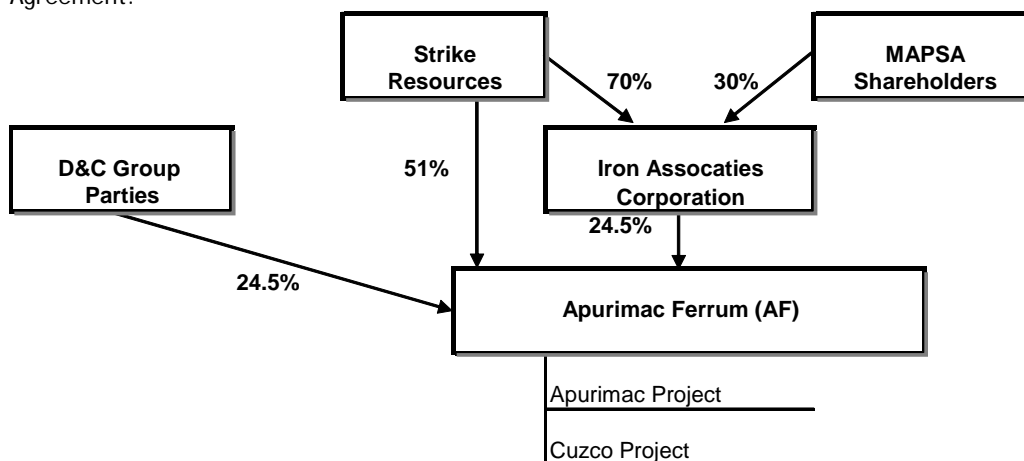 Agreement.
Strike
Resources
MAPSA
Shareholders
70%
30%
D&C Group
Parties
51%
Iron Assocaties
Corporation
24.5%
24.5%
Apurimac Ferrum (AF)
Apurimac Project
Cuzco Project